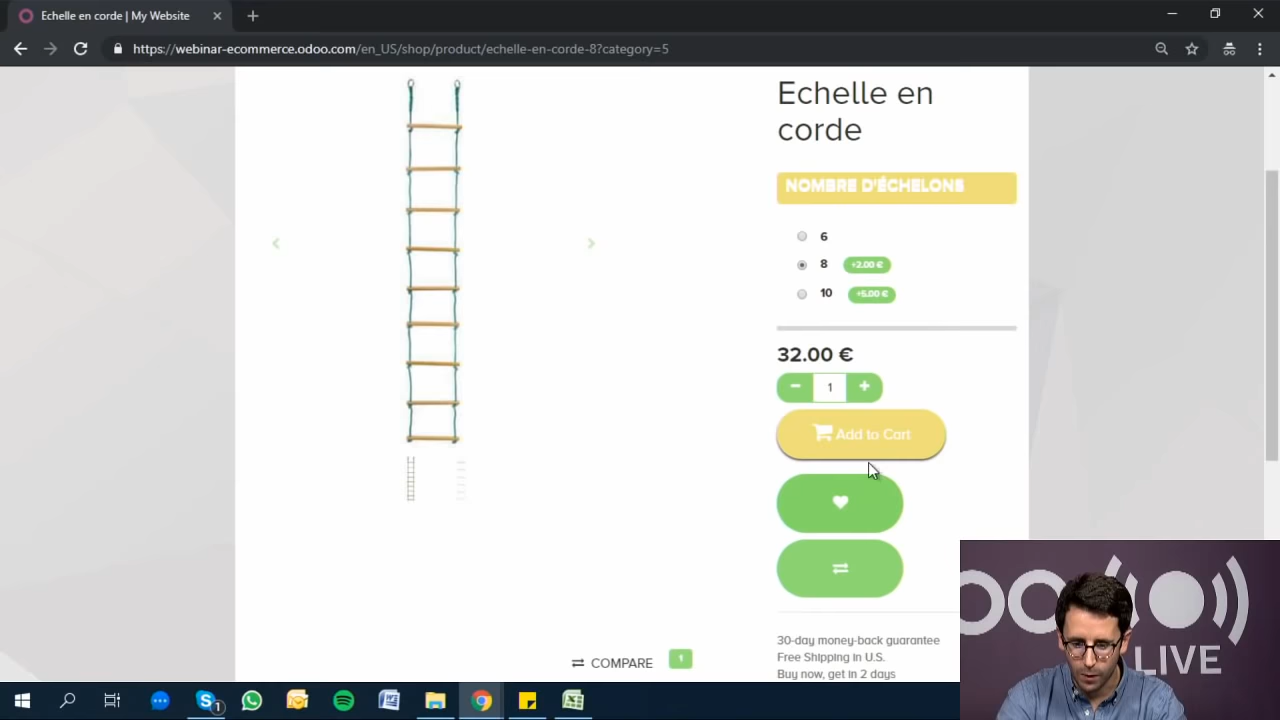 Echelle en corde | My Website
https://webinar-ecommerce.odoo.com/en_US/shop/product/echelle-en-corde-8?category=5
Echelle en
corde
NOMBRE D'ÉCHELONS
6
8 +2.00 €
10 +5.00 €
32.00 €
1
Add to Cart
30-day money-back guarantee
Free Shipping in U.S.
Buy now, get in 2 days
COMPARE 1
LIVE
1